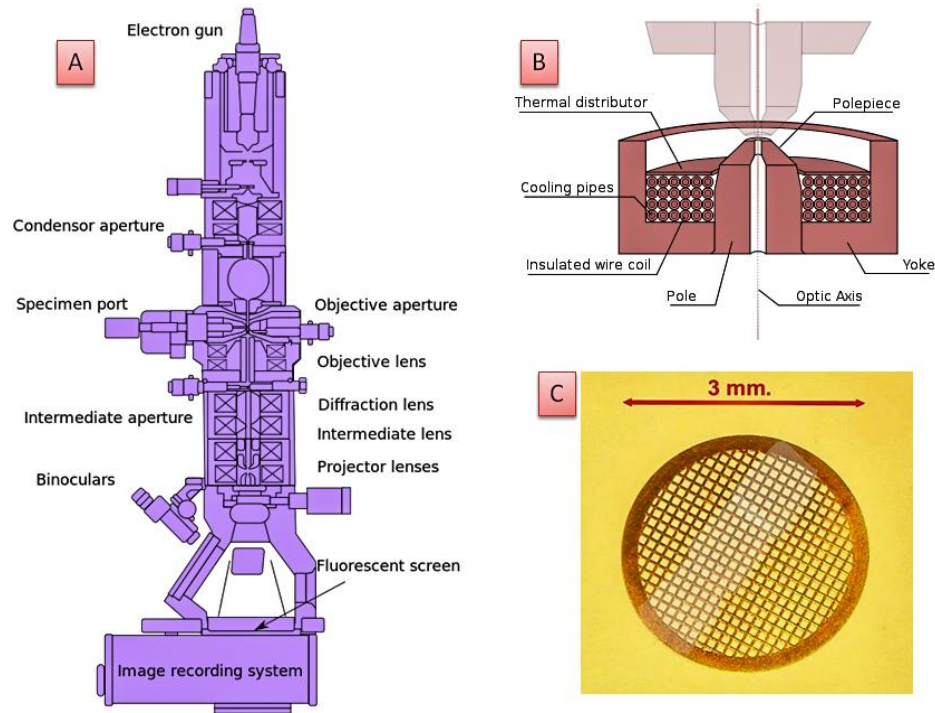 A
Electron gun
Condensor aperture
Specimen port
Objective aperture
Objective lens
Intermediate aperture
Diffraction lens
Intermediate lens
Projector lenses
Binoculars
Fluorescent screen
Image recording system
B
Thermal distributor
Polepiece
Cooling pipes
Insulated wire coil
Yoke
Pole
Optic Axis
C
3 mm.